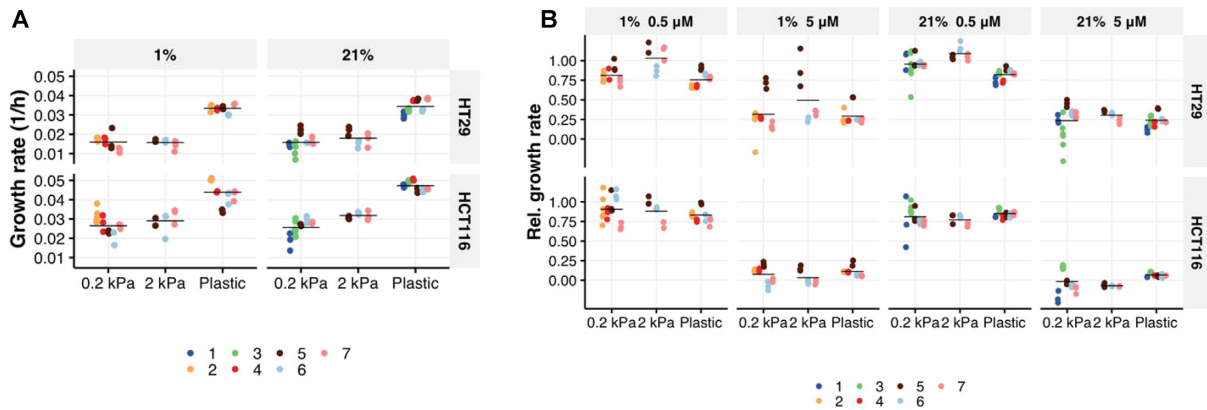 A
1%
21%
Growth rate (1/h)
0.05
0.04
0.03
0.02
0.01
HT29
0.05
0.04
0.03
0.02
0.01
HCT116
0.2 kPa 2 kPa Plastic
0.2 kPa 2 kPa Plastic
1 3 5 7
2 4 6
B
1% 0.5 µM
1% 5 µM
21% 0.5 µM
21% 5 µM
Rel. growth rate
1.00
0.75
0.50
0.25
0.00
HT29
1.00
0.75
0.50
0.25
0.00
HCT116
0.2 kPa 2 kPa Plastic
0.2 kPa 2 kPa Plastic
0.2 kPa 2 kPa Plastic
0.2 kPa 2 kPa Plastic
1 3 5 7
2 4 6